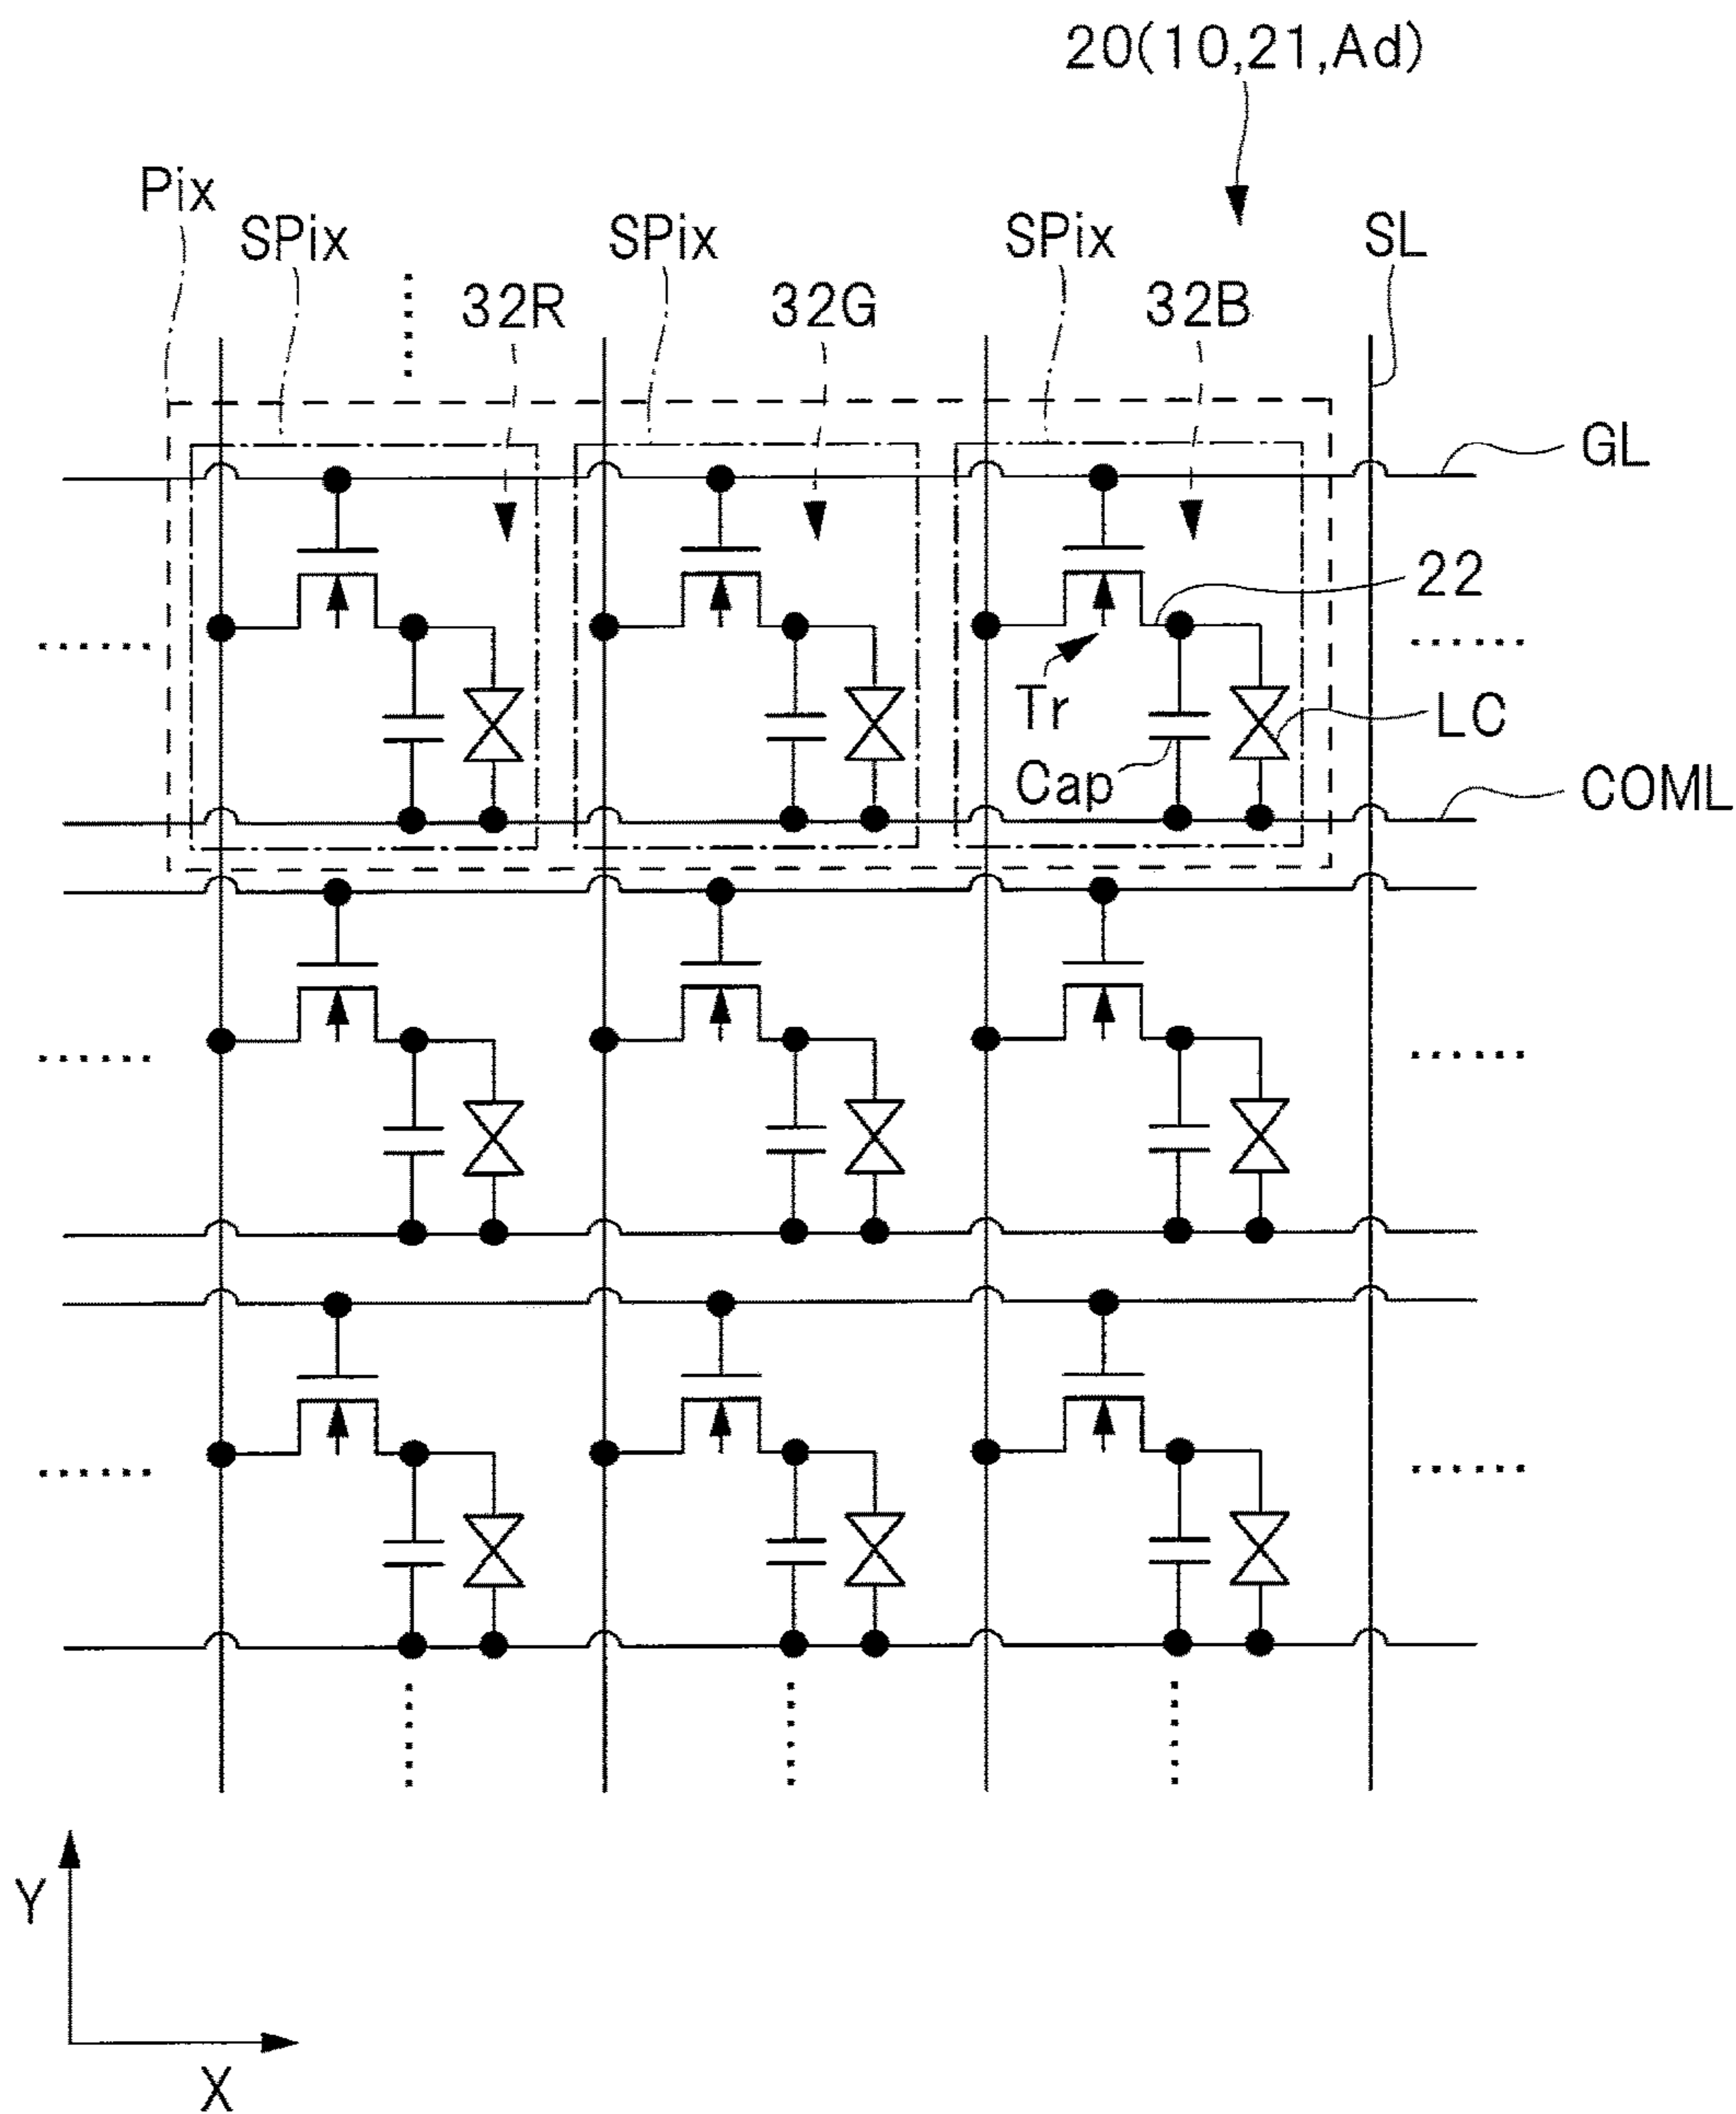 20(10,21,Ad)
Pix
SPix
SPix
SPix
SL
32R
32G
32B
GL
22
Tr
LC
Cap
COML
Y
X